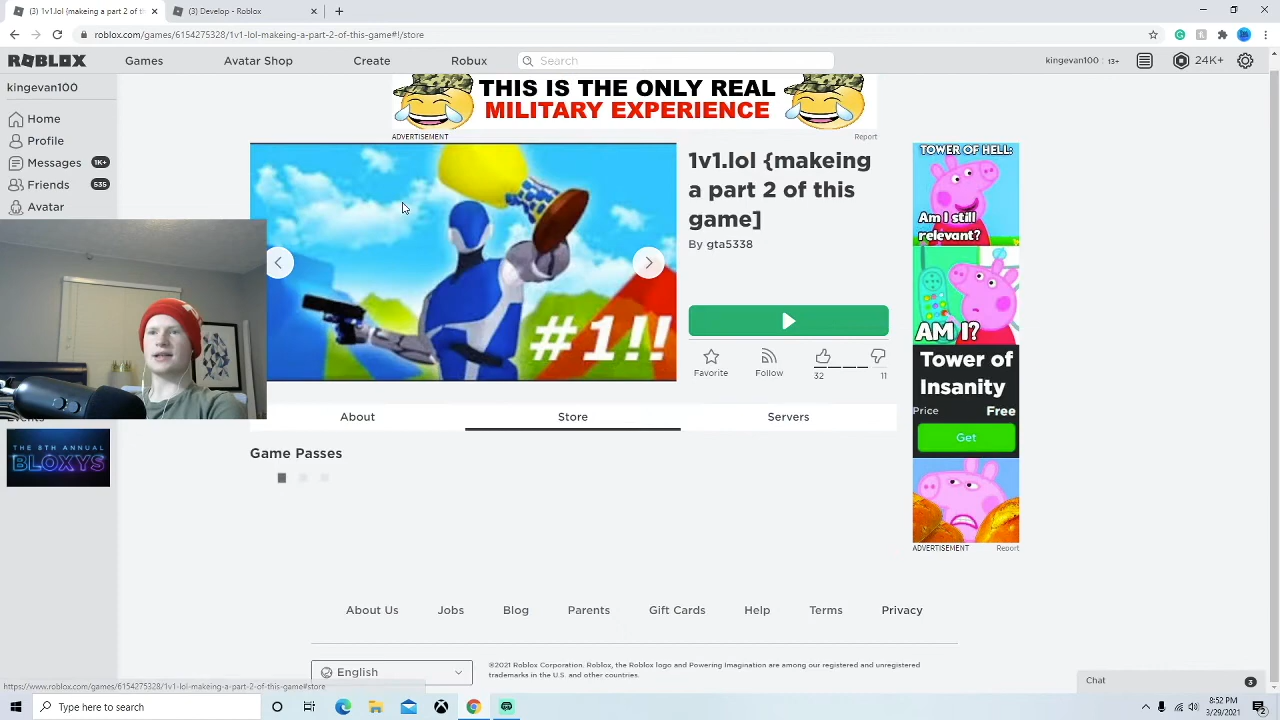 (3) 1v1.lol{making a part 2 of th
(3) Develop - Roblox
roblox.com/games/6154275328/1v1-lol-makeing-a-part-2-of-this-game#!/store
ROBLOX
Games
Avatar Shop
Create
Robux
Search
kingevan100
13+
24K+
kingevan100
Home
Profile
Messages
1K+
Friends
535
Avatar
THIS IS THE ONLY REAL
MILITARY EXPERIENCE
ADVERTISEMENT
Report
#1!!
1v1.lol {makeing
a part 2 of this
game]
By gta5338
Favorite
Follow
32
11
About
Store
Servers
Game Passes
THE 8TH ANNUAL
BLOXYS
TOWER OF HELL:
Am I still
relevant?
AM I?
Tower of
Insanity
Price
Free
Get
ADVERTISEMENT
Report
About Us
Jobs
Blog
Parents
Gift Cards
Help
Terms
Privacy
English
©2021 Roblox Corporation. Roblox, the Roblox logo and Powering Imagination are among our registered and unregistered
trademarks in the U.S. and other countries.
Chat
3
https://www.roblox.com/games/6154275328/1v1-lol-makeing-a-part-2-of-this-game#store
Type here to search
8:52 PM
3/29/2021
2